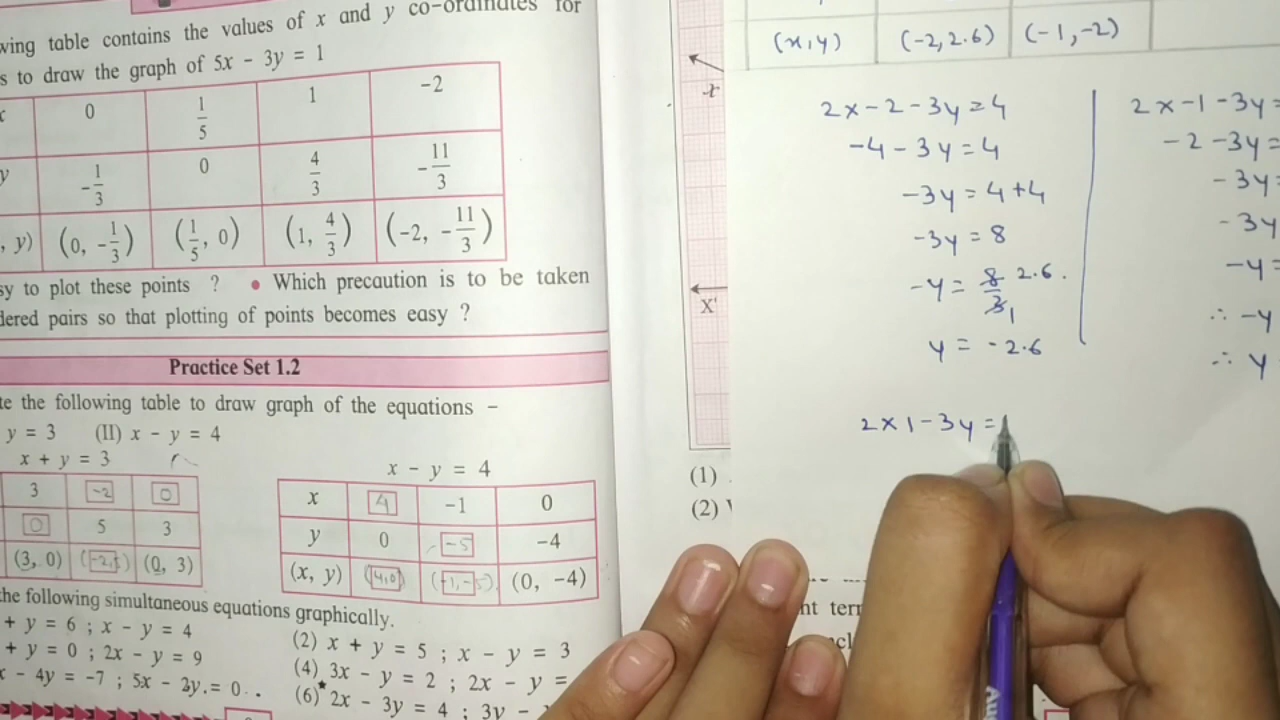 wing table contains the values of x and y co-ordinates for
s to draw the graph of 5x - 3y = 1
0 1/5 1 -2
y -1/3 0 4/3 -11/3
, y) (0, -1/3) (1/5, 0) (1, 4/3) (-2, -11/3)
sy to plot these points ? • Which precaution is to be taken
dered pairs so that plotting of points becomes easy ?
Practice Set 1.2
te the following table to draw graph of the equations -
y = 3 (II) x - y = 4
x + y = 3
3 -2 0
0 5 3
(3, 0) (-2,5) (0, 3)
x - y = 4
x 4 -1 0
y 0 -5 -4
(x, y) (4,0) (-1,-5) (0, -4)
the following simultaneous equations graphically.
+ y = 6 ; x - y = 4
(2) x + y = 5 ; x - y = 3
+ y = 0 ; 2x - y = 9
(4) 3x - y = 2 ; 2x - y =
- 4y = -7 ; 5x - 2y = 0
(6)* 2x - 3y = 4 ; 3y -
X'
(1)
(2)
nt
(x,y) (-2,2.6) (-1,-2)
2x-2-3y=4
-4-3y=4
-3y=4+4
-3y=8
-y=8/3 1 2.6.
y = -2.6
2x1-3y=
2x-1-3y=
-2-3y=
-3y=
-3y
-y=
∴ -y
∴ y